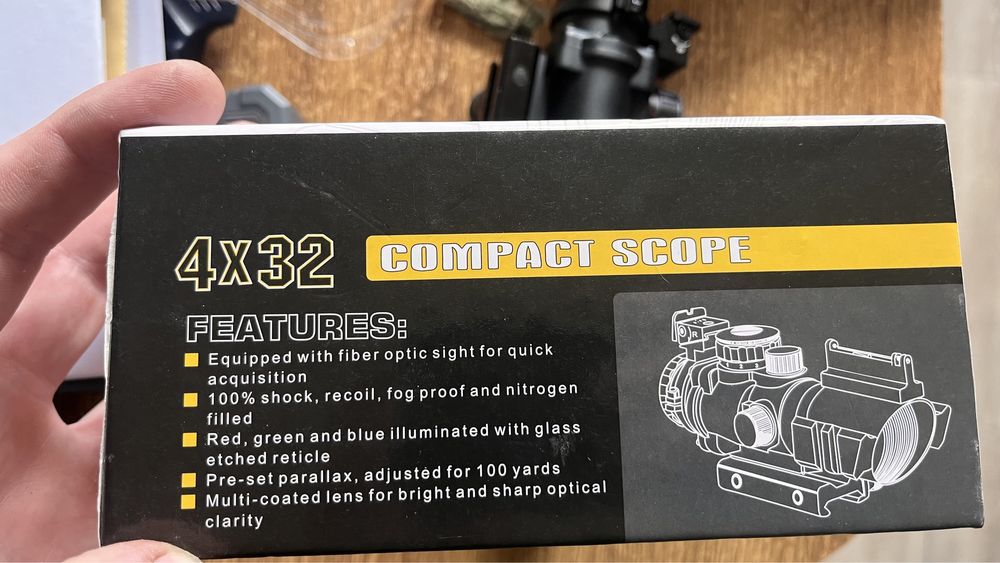 4x32 COMPACT SCOPE
FEATURES:
Equipped with fiber optic sight for quick
acquisition
100% shock, recoil, fog proof and nitrogen
filled
Red, green and blue illuminated with glass
etched reticle
Pre-set parallax, adjusted for 100 yards
Multi-coated lens for bright and sharp optical
clarity
R